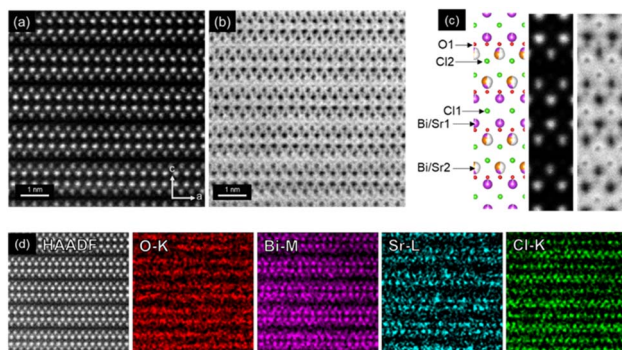 (a)
1 nm
c
a
(b)
1 nm
(c)
O1
Cl2
Cl1
Bi/Sr1
Bi/Sr2
(d) HAADF
O-K
Bi-M
Sr-L
Cl-K